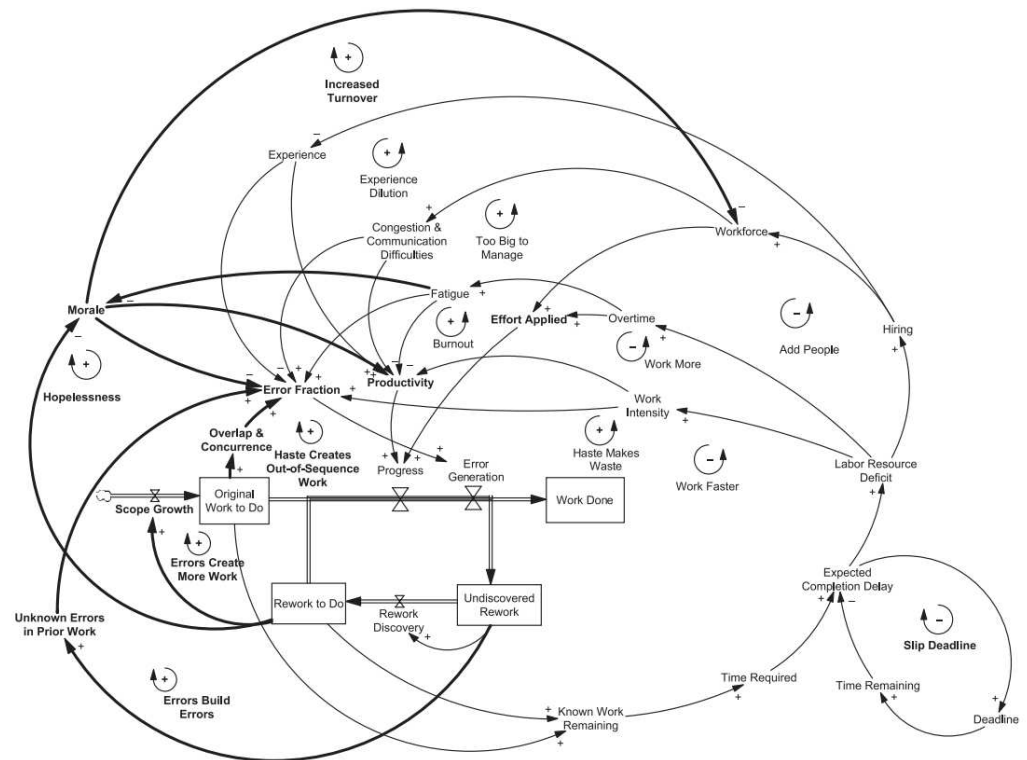 +
Increased
Turnover
−
Experience
+
Experience
Dilution
+
Congestion &
Communication
Difficulties
+
Too Big to
Manage
−
Workforce
+
Morale
−
Fatigue
+
+
Burnout
Effort Applied
+
+
Overtime
+
−
Work More
−
Add People
Hiring
+
−
+
Hopelessness
−
−
+
+
Error Fraction
+
+
+
+
−
−
Productivity
Work
Intensity
+
Overlap &
Concurrence
+
+
Haste Creates
Out-of-Sequence
Work
+
+
Progress
+
Error
Generation
+
Haste Makes
Waste
−
Work Faster
Labor Resource
Deficit
+
Scope Growth
+
Original
Work to Do
Work Done
+
Errors Create
More Work
Unknown Errors
in Prior Work
+
Rework to Do
Rework
Discovery
+
Undiscovered
Rework
Expected
Completion Delay
+
−
−
Slip Deadline
+
Errors Build
Errors
Time Required
+
Time Remaining
+
+
Deadline
+
Known Work
Remaining
+